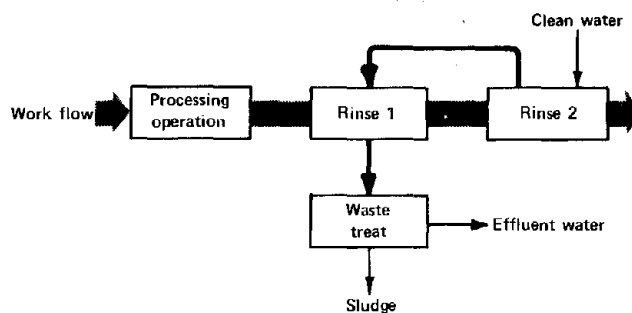 Clean water
Work flow
Processing
operation
Rinse 1
Rinse 2
Waste
treat
Effluent water
Sludge